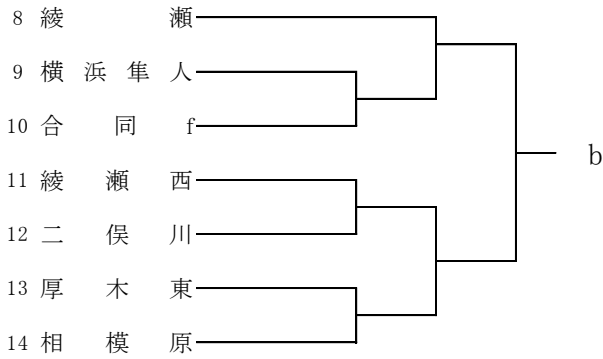 8 綾瀬
9 横浜隼人
10 合同f
11 綾瀬西
12 二俣川
13 厚木東
14 相模原
b